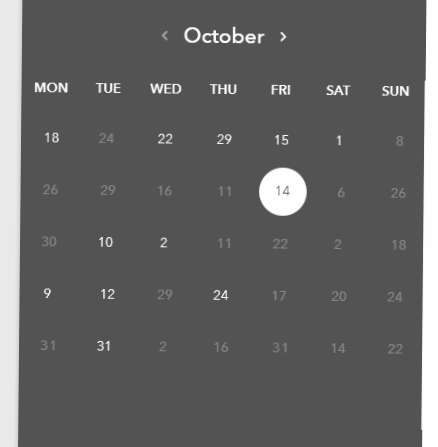 ‹ October ›
MON TUE WED THU FRI SAT SUN
18 24 22 29 15 1 8
26 29 16 11 14 6 26
30 10 2 11 22 2 18
9 12 29 24 17 20 24
31 31 2 16 31 14 22